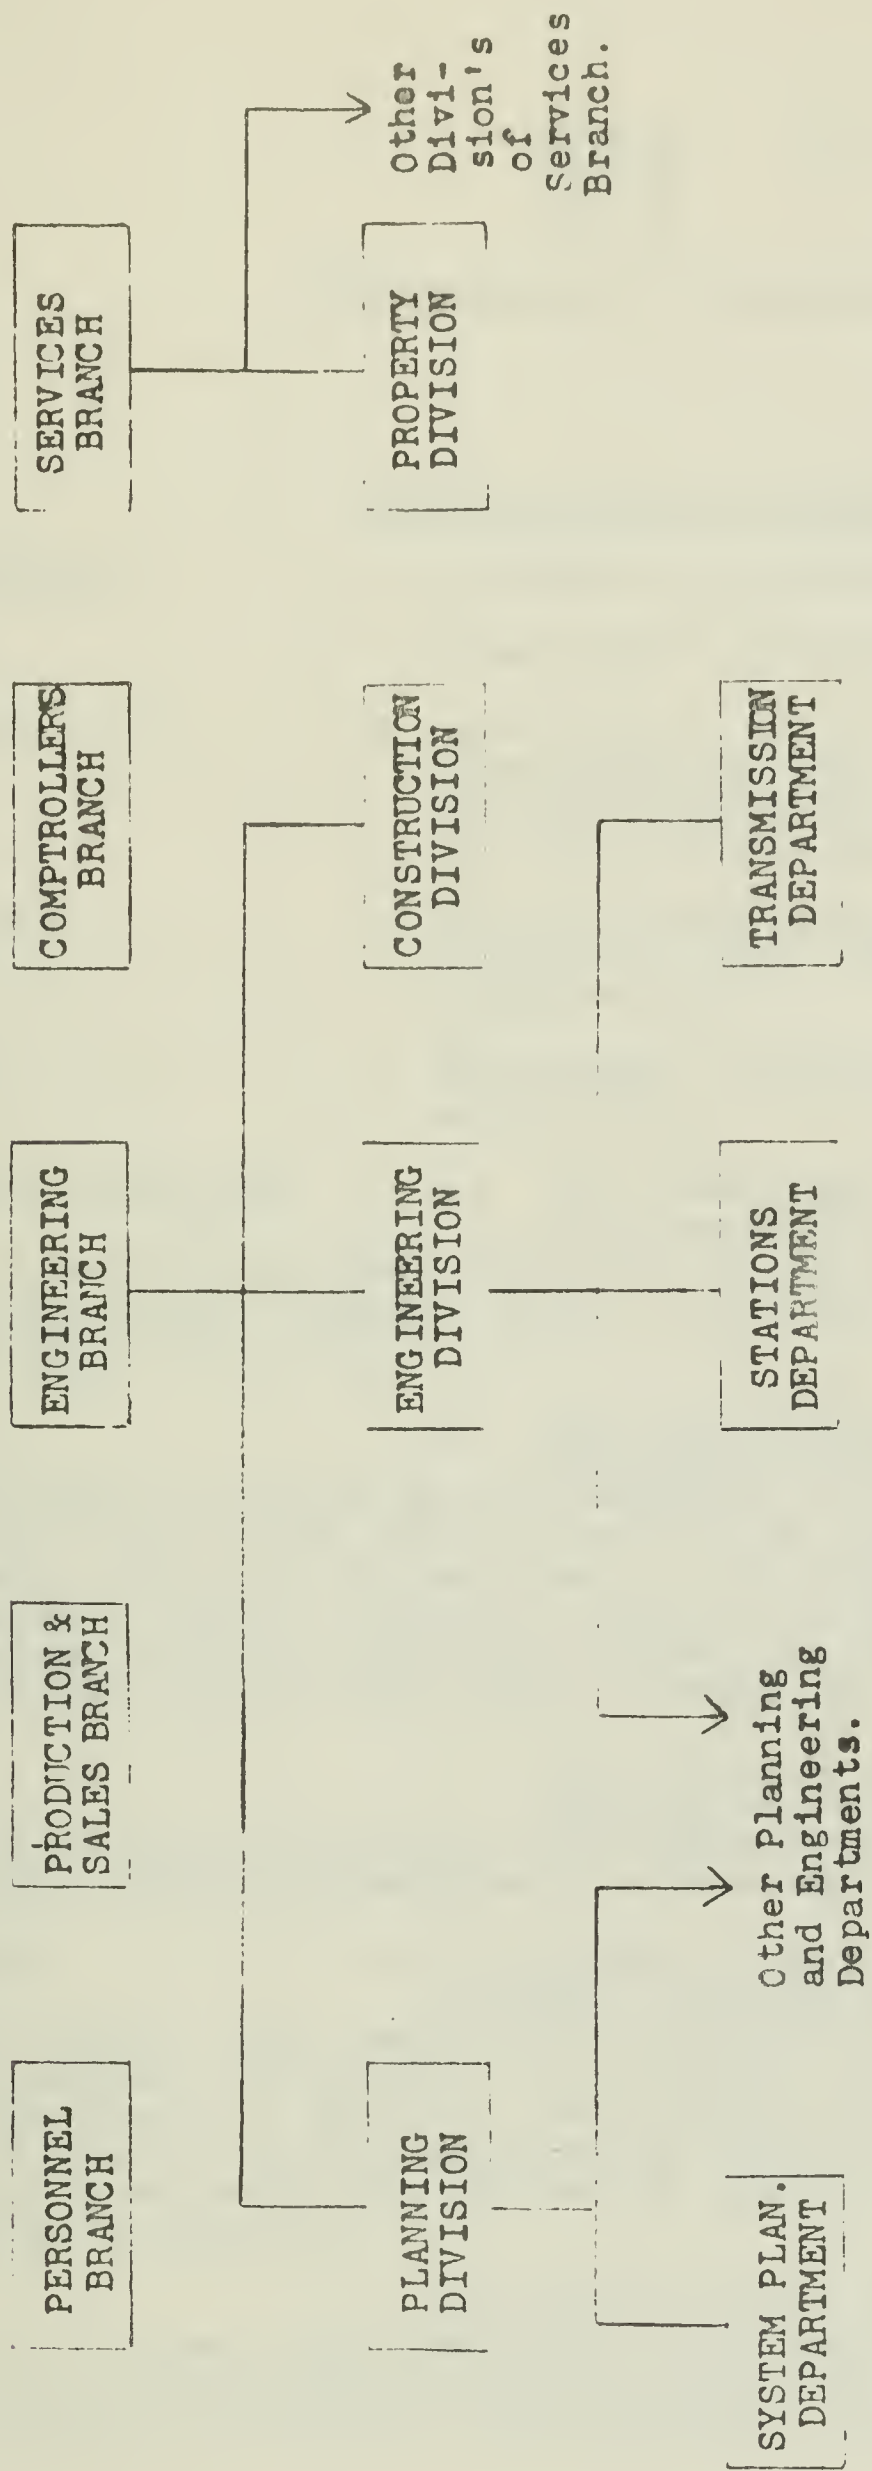 PERSONNEL
BRANCH
PRODUCTION &
SALES BRANCH
ENGINEERING
BRANCH
COMPTROLLER'S
BRANCH
SERVICES
BRANCH
PLANNING
DIVISION
ENGINEERING
DIVISION
CONSTRUCTION
DIVISION
PROPERTY
DIVISION
Other
Divi-
sion's
of
Services
Branch.
SYSTEM PLAN.
DEPARTMENT
Other Planning
and Engineering
Departments.
STATIONS
DEPARTMENT
TRANSMISSION
DEPARTMENT